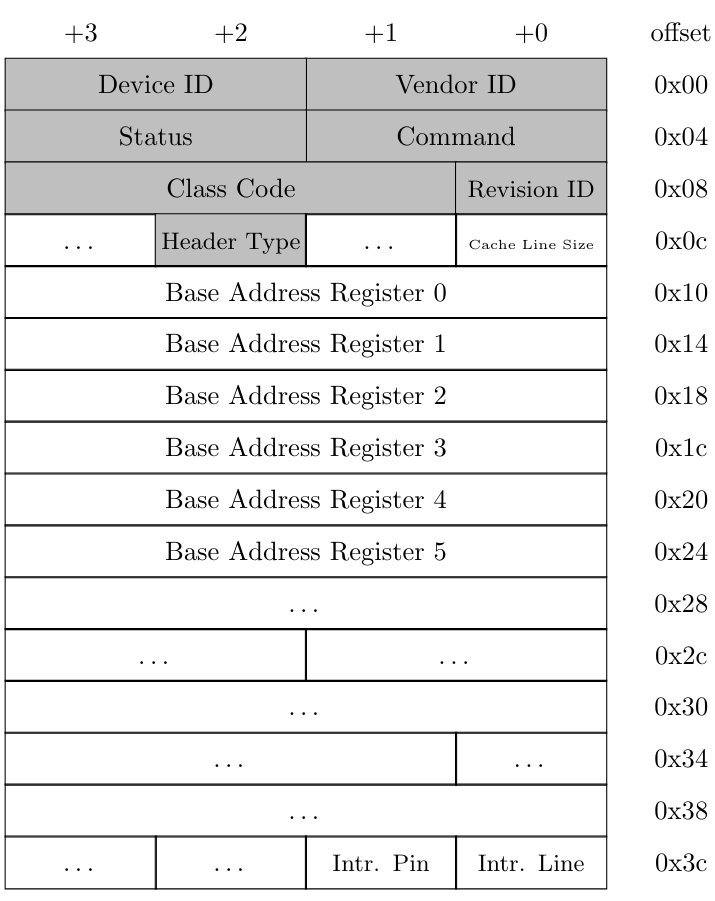 +3 +2 +1 +0 offset
Device ID Vendor ID 0x00
Status Command 0x04
Class Code Revision ID 0x08
... Header Type ... Cache Line Size 0x0c
Base Address Register 0 0x10
Base Address Register 1 0x14
Base Address Register 2 0x18
Base Address Register 3 0x1c
Base Address Register 4 0x20
Base Address Register 5 0x24
... 0x28
... ... 0x2c
... 0x30
... ... 0x34
... 0x38
... ... Intr. Pin Intr. Line 0x3c